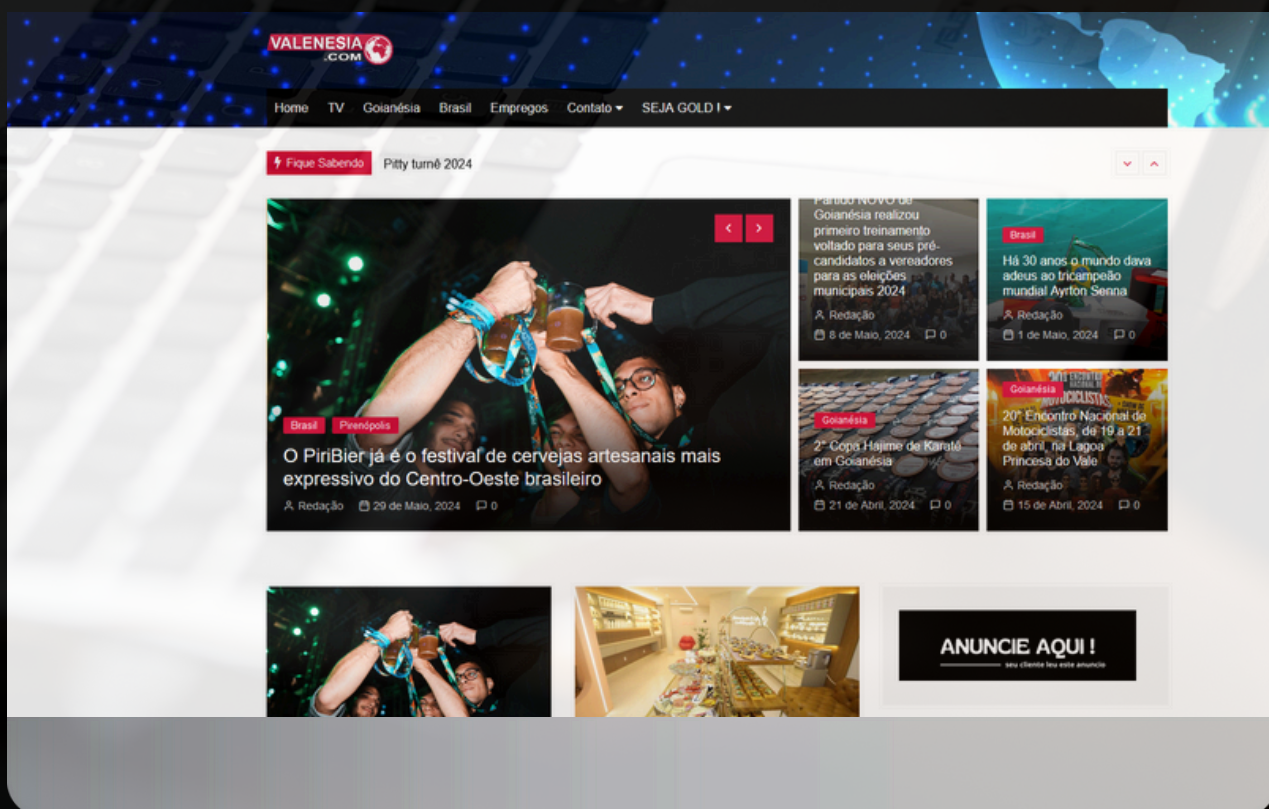 VALENESIA
.COM
Home TV Goianésia Brasil Empregos Contato SEJA GOLD !
Fique Sabendo Pitty turnê 2024
Brasil Pirenópolis
O PiriBier já é o festival de cervejas artesanais mais
expressivo do Centro-Oeste brasileiro
Redação 29 de Maio, 2024 0
Partido NOVO de
Goianésia realizou
primeiro treinamento
voltado para seus pré-
candidatos a vereadores
para as eleições
municipais 2024
Redação
8 de Maio, 2024 0
Brasil
Há 30 anos o mundo dava
adeus ao tricampeão
mundial Ayrton Senna
Redação
1 de Maio, 2024 0
Goianésia
2° Copa Hajime de Karatê
em Goianésia
Redação
21 de Abril, 2024 0
ENCONTRO
NACIONAL DE
MOTOCICLISTAS
Goianésia
20° Encontro Nacional de
Motociclistas, de 19 a 21
de abril, na Lagoa
Princesa do Vale
Redação
15 de Abril, 2024 0
ANUNCIE AQUI !
seu cliente leu este anuncio